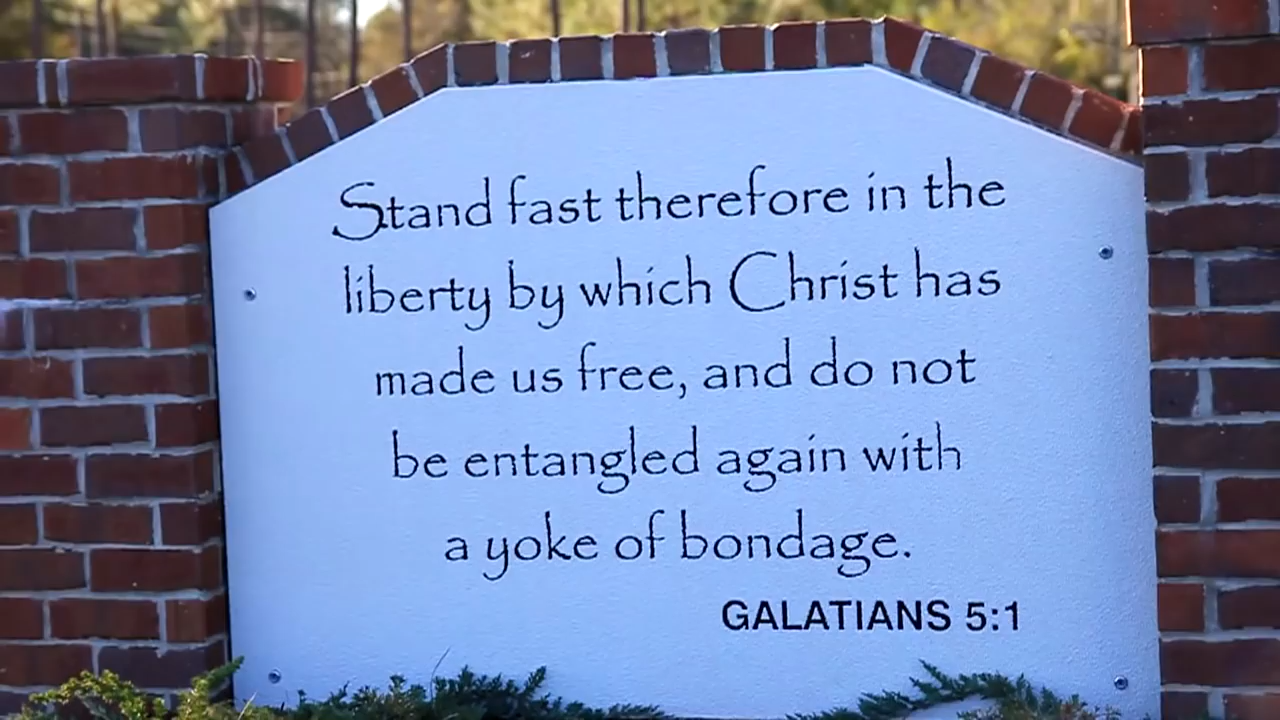 Stand fast therefore in the
liberty by which Christ has
made us free, and do not
be entangled again with
a yoke of bondage.
GALATIANS 5:1